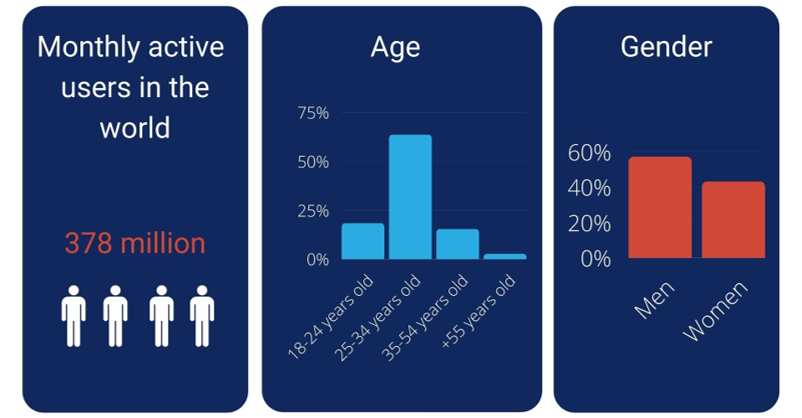 Monthly active
users in the
world
378 million
Age
75%
50%
25%
0%
18-24 years old
25-34 years old
35-54 years old
+55 years old
Gender
60%
40%
20%
0%
Men
Women